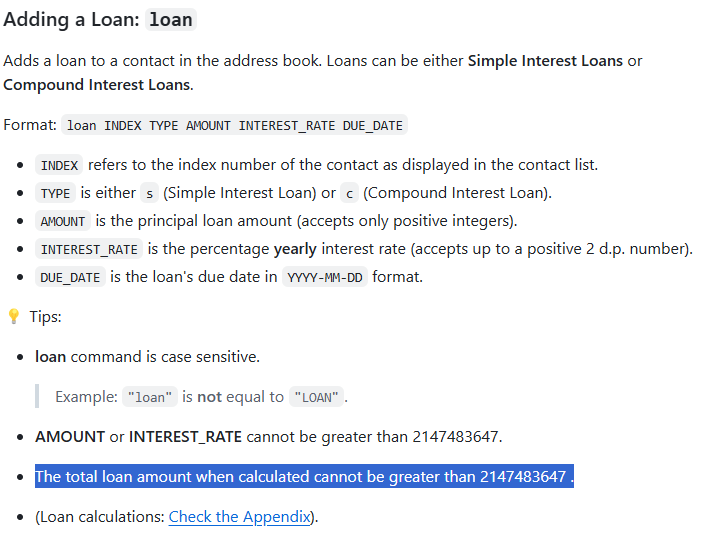 Adding a Loan: loan
Adds a loan to a contact in the address book. Loans can be either Simple Interest Loans or
Compound Interest Loans.
Format: loan INDEX TYPE AMOUNT INTEREST_RATE DUE_DATE
• INDEX refers to the index number of the contact as displayed in the contact list.
• TYPE is either s (Simple Interest Loan) or c (Compound Interest Loan).
• AMOUNT is the principal loan amount (accepts only positive integers).
• INTEREST_RATE is the percentage yearly interest rate (accepts up to a positive 2 d.p. number).
• DUE_DATE is the loan's due date in YYYY-MM-DD format.
💡 Tips:
• loan command is case sensitive.
Example: "loan" is not equal to "LOAN".
• AMOUNT or INTEREST_RATE cannot be greater than 2147483647.
• The total loan amount when calculated cannot be greater than 2147483647 .
• (Loan calculations: Check the Appendix).